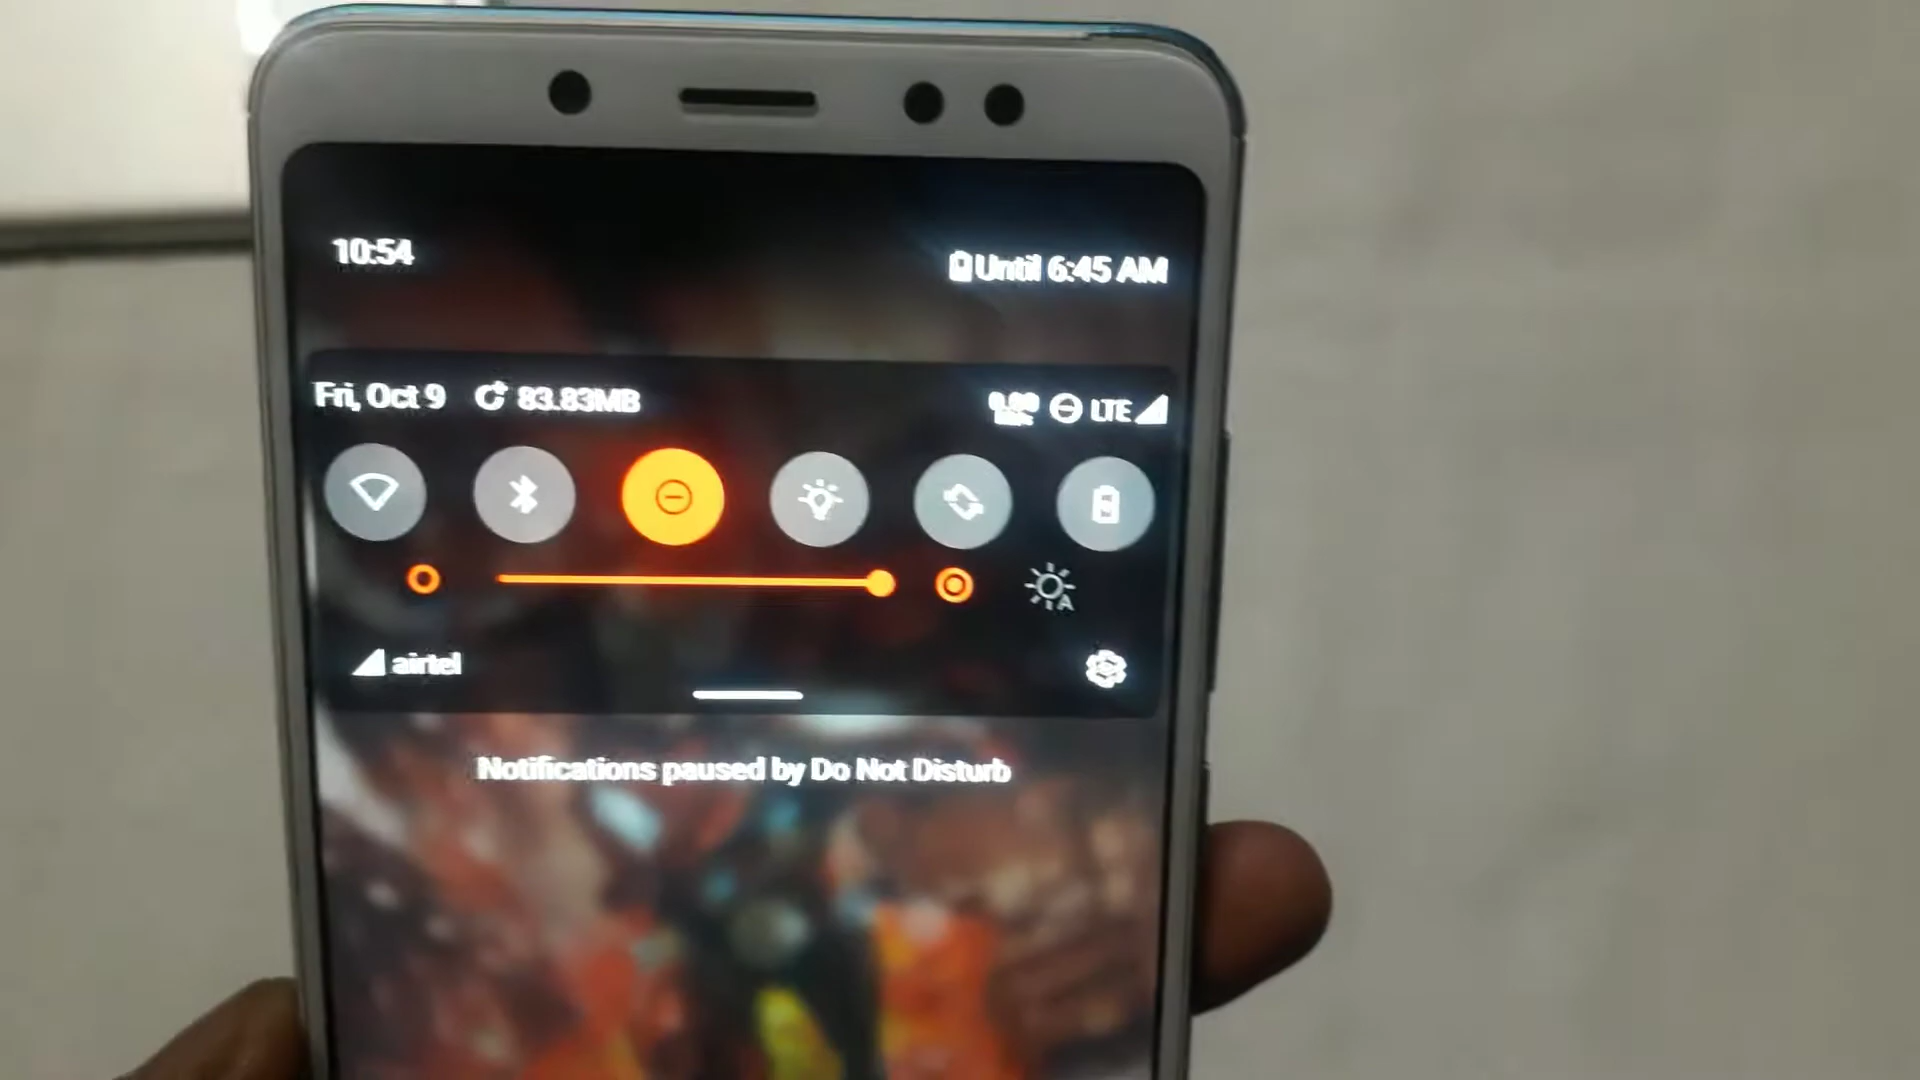 10:54
Until 6:45 AM
Fri, Oct 9 83.83MB
LTE
airtel
Notifications paused by Do Not Disturb